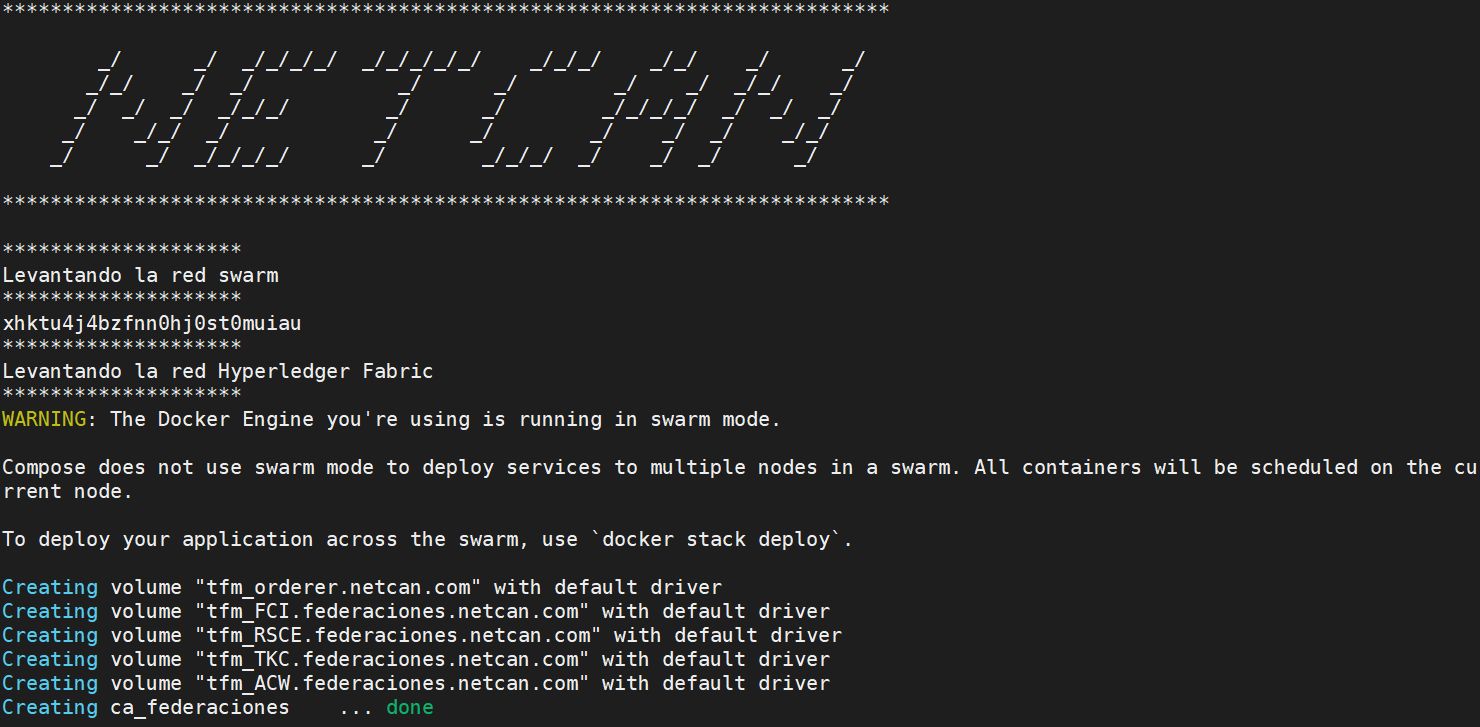 **************************************************************************
      _/      _/  _/_/_/_/  _/_/_/_/_/    _/_/_/    _/_/    _/      _/
     _/_/    _/  _/            _/      _/        _/    _/  _/_/    _/
    _/  _/  _/  _/_/_/        _/      _/        _/_/_/_/  _/  _/  _/
   _/    _/_/  _/            _/      _/        _/    _/  _/    _/_/
  _/      _/  _/_/_/_/      _/        _/_/_/  _/    _/  _/      _/
**************************************************************************
********************
Levantando la red swarm
********************
xhktu4j4bzfnn0hj0st0muiau
********************
Levantando la red Hyperledger Fabric
********************
WARNING: The Docker Engine you're using is running in swarm mode.
Compose does not use swarm mode to deploy services to multiple nodes in a swarm. All containers will be scheduled on the cu
rrent node.
To deploy your application across the swarm, use `docker stack deploy`.
Creating volume "tfm_orderer.netcan.com" with default driver
Creating volume "tfm_FCI.federaciones.netcan.com" with default driver
Creating volume "tfm_RSCE.federaciones.netcan.com" with default driver
Creating volume "tfm_TKC.federaciones.netcan.com" with default driver
Creating volume "tfm_ACW.federaciones.netcan.com" with default driver
Creating ca_federaciones    ... done